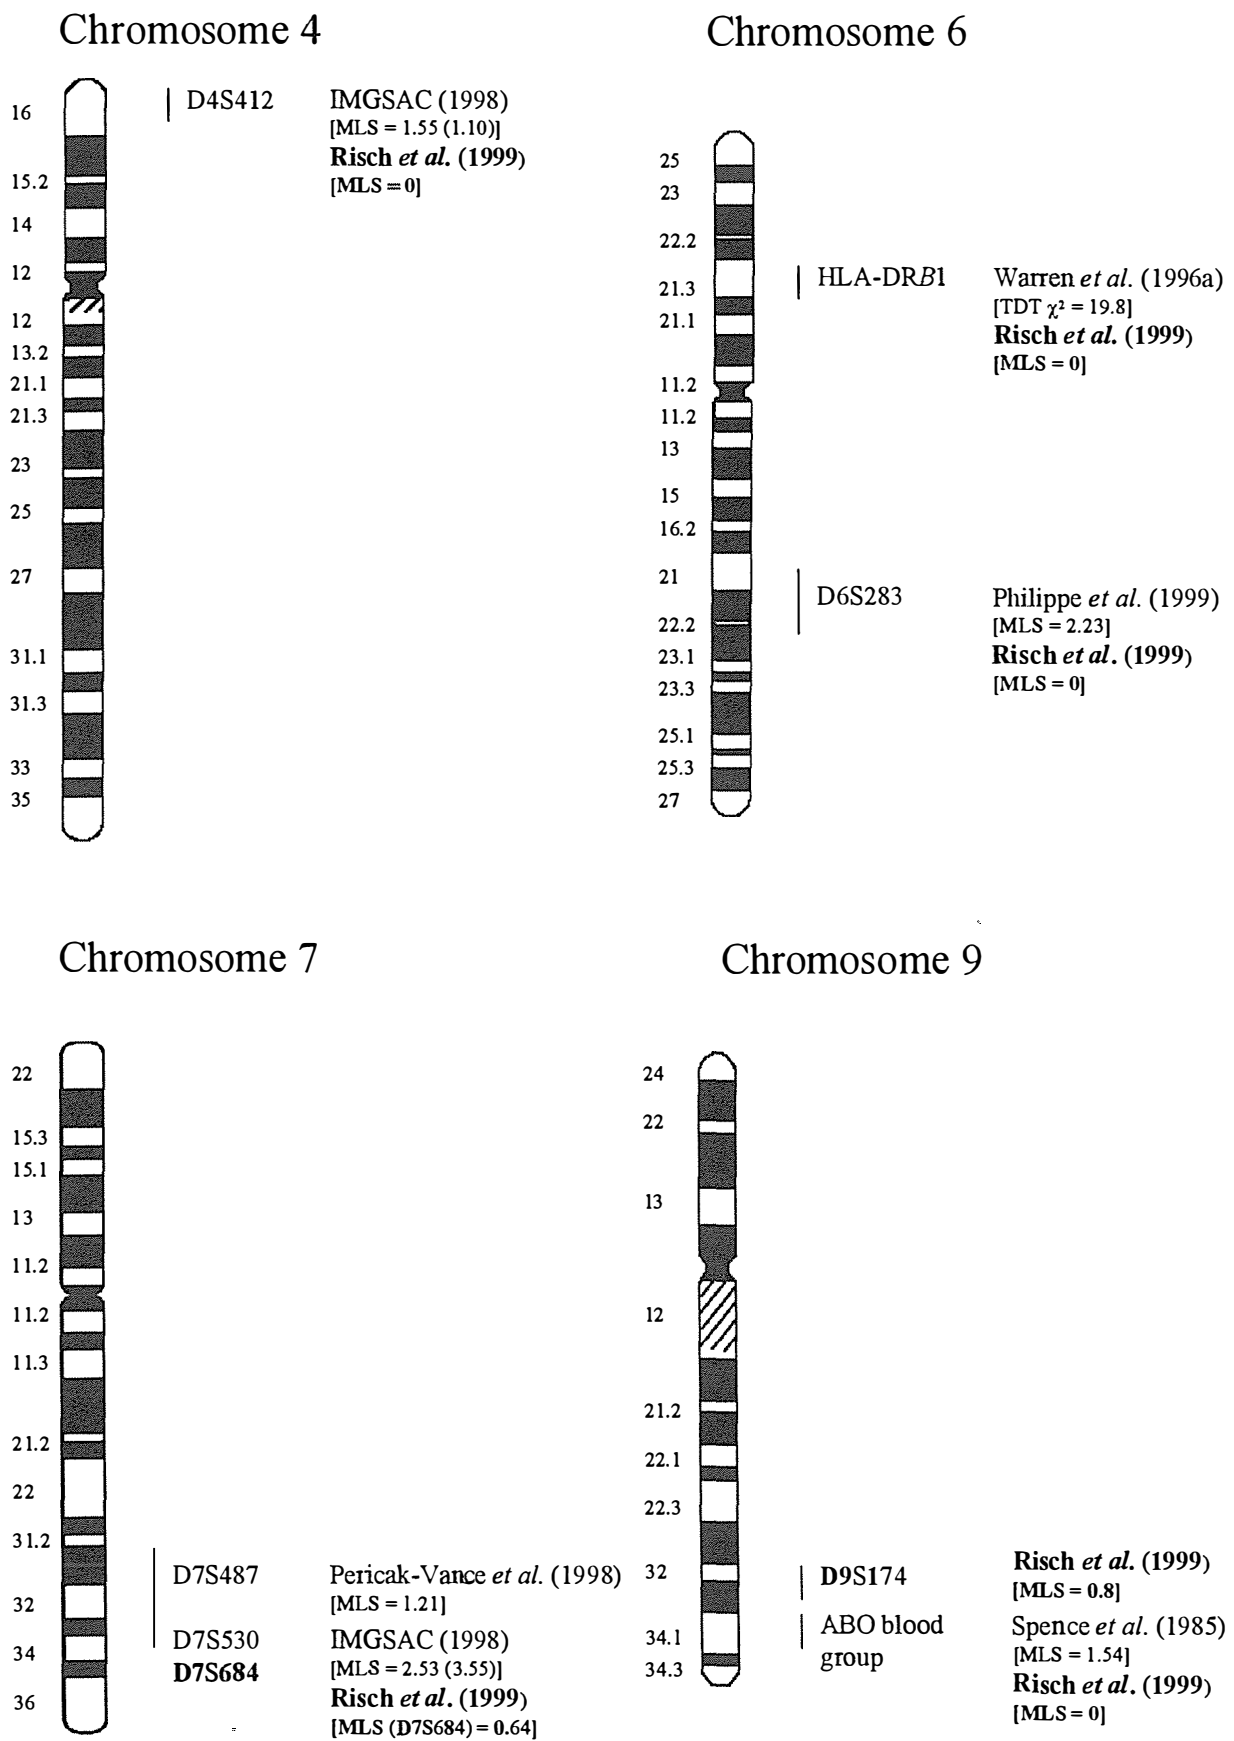 Chromosome 4
16
15.2
14
12
12
13.2
21.1
21.3
23
25
27
31.1
31.3
33
35
D4S412
IMGSAC (1998)
[MLS = 1.55 (1.10)]
Risch et al. (1999)
[MLS = 0]
Chromosome 6
25
23
22.2
21.3
21.1
11.2
11.2
13
15
16.2
21
22.2
23.1
23.3
25.1
25.3
27
HLA-DRB1
Warren et al. (1996a)
[TDT χ² = 19.8]
Risch et al. (1999)
[MLS = 0]
D6S283
Philippe et al. (1999)
[MLS = 2.23]
Risch et al. (1999)
[MLS = 0]
Chromosome 7
22
15.3
15.1
13
11.2
11.2
11.3
21.2
22
31.2
32
34
36
D7S487
Pericak-Vance et al. (1998)
[MLS = 1.21]
D7S530
D7S684
IMGSAC (1998)
[MLS = 2.53 (3.55)]
Risch et al. (1999)
[MLS (D7S684) = 0.64]
Chromosome 9
24
22
13
12
21.2
22.1
22.3
32
34.1
34.3
D9S174
Risch et al. (1999)
[MLS = 0.8]
ABO blood
group
Spence et al. (1985)
[MLS = 1.54]
Risch et al. (1999)
[MLS = 0]